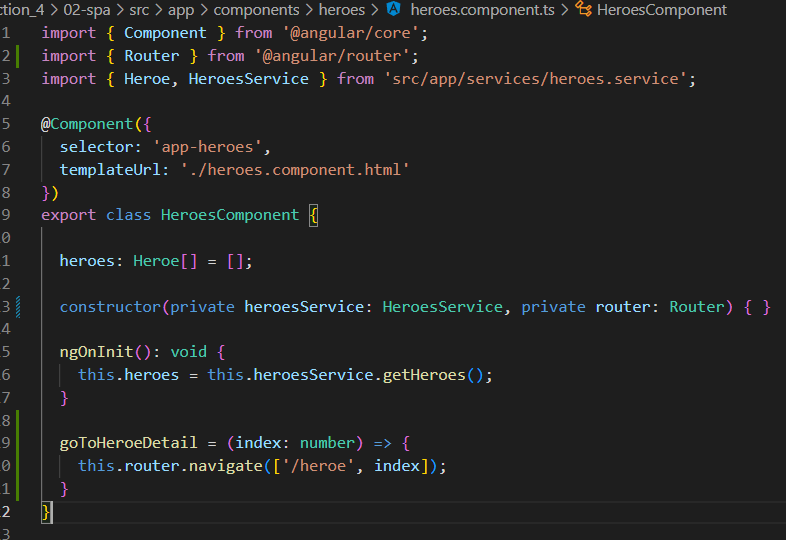 ction_4 > 02-spa > src > app > components > heroes > heroes.component.ts > HeroesComponent
1 import { Component } from '@angular/core';
2 import { Router } from '@angular/router';
3 import { Heroe, HeroesService } from 'src/app/services/heroes.service';
4
5 @Component({
6 selector: 'app-heroes',
7 templateUrl: './heroes.component.html'
8 })
9 export class HeroesComponent {
0
1 heroes: Heroe[] = [];
2
3 constructor(private heroesService: HeroesService, private router: Router) { }
4
5 ngOnInit(): void {
6 this.heroes = this.heroesService.getHeroes();
7 }
8
9 goToHeroeDetail = (index: number) => {
0 this.router.navigate(['/heroe', index]);
1 }
2 }
3